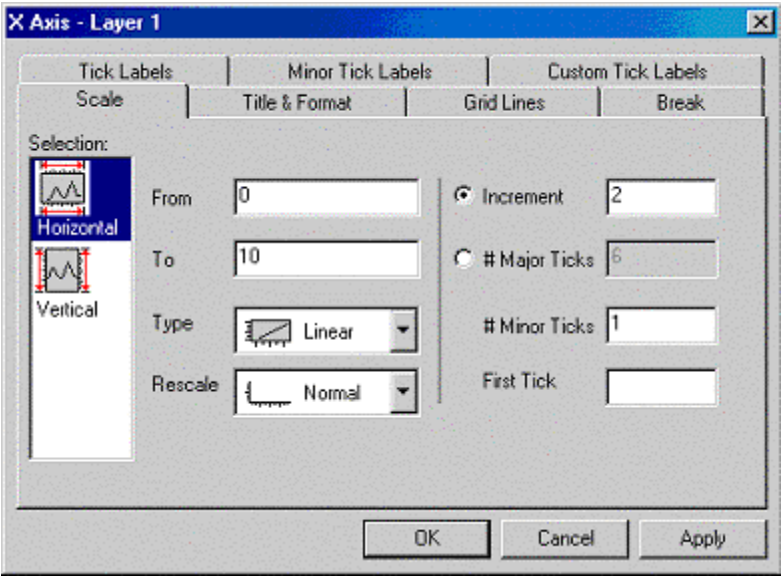 X Axis - Layer 1
Tick Labels
Minor Tick Labels
Custom Tick Labels
Scale
Title & Format
Grid Lines
Break
Selection:
Horizontal
Vertical
From
0
To
10
Type
Linear
Rescale
Normal
Increment
2
# Major Ticks
6
# Minor Ticks
1
First Tick
OK
Cancel
Apply